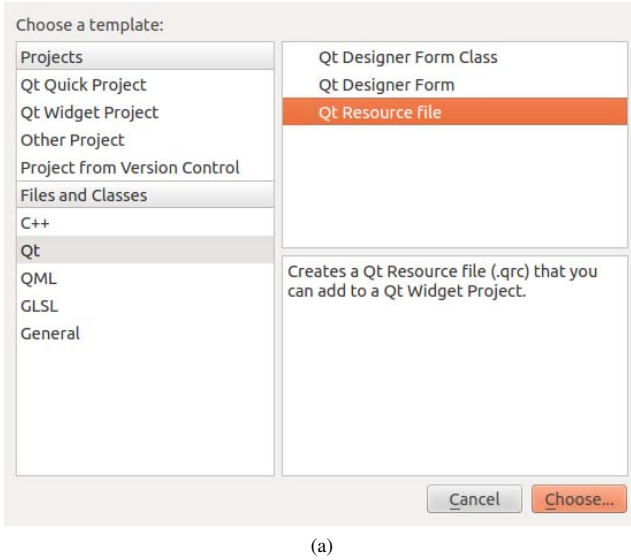 Choose a template:
Projects
Qt Quick Project
Qt Widget Project
Other Project
Project from Version Control
Files and Classes
C++
Qt
QML
GLSL
General
Qt Designer Form Class
Qt Designer Form
Qt Resource file
Creates a Qt Resource file (.qrc) that you
can add to a Qt Widget Project.
Cancel
Choose...
(a)